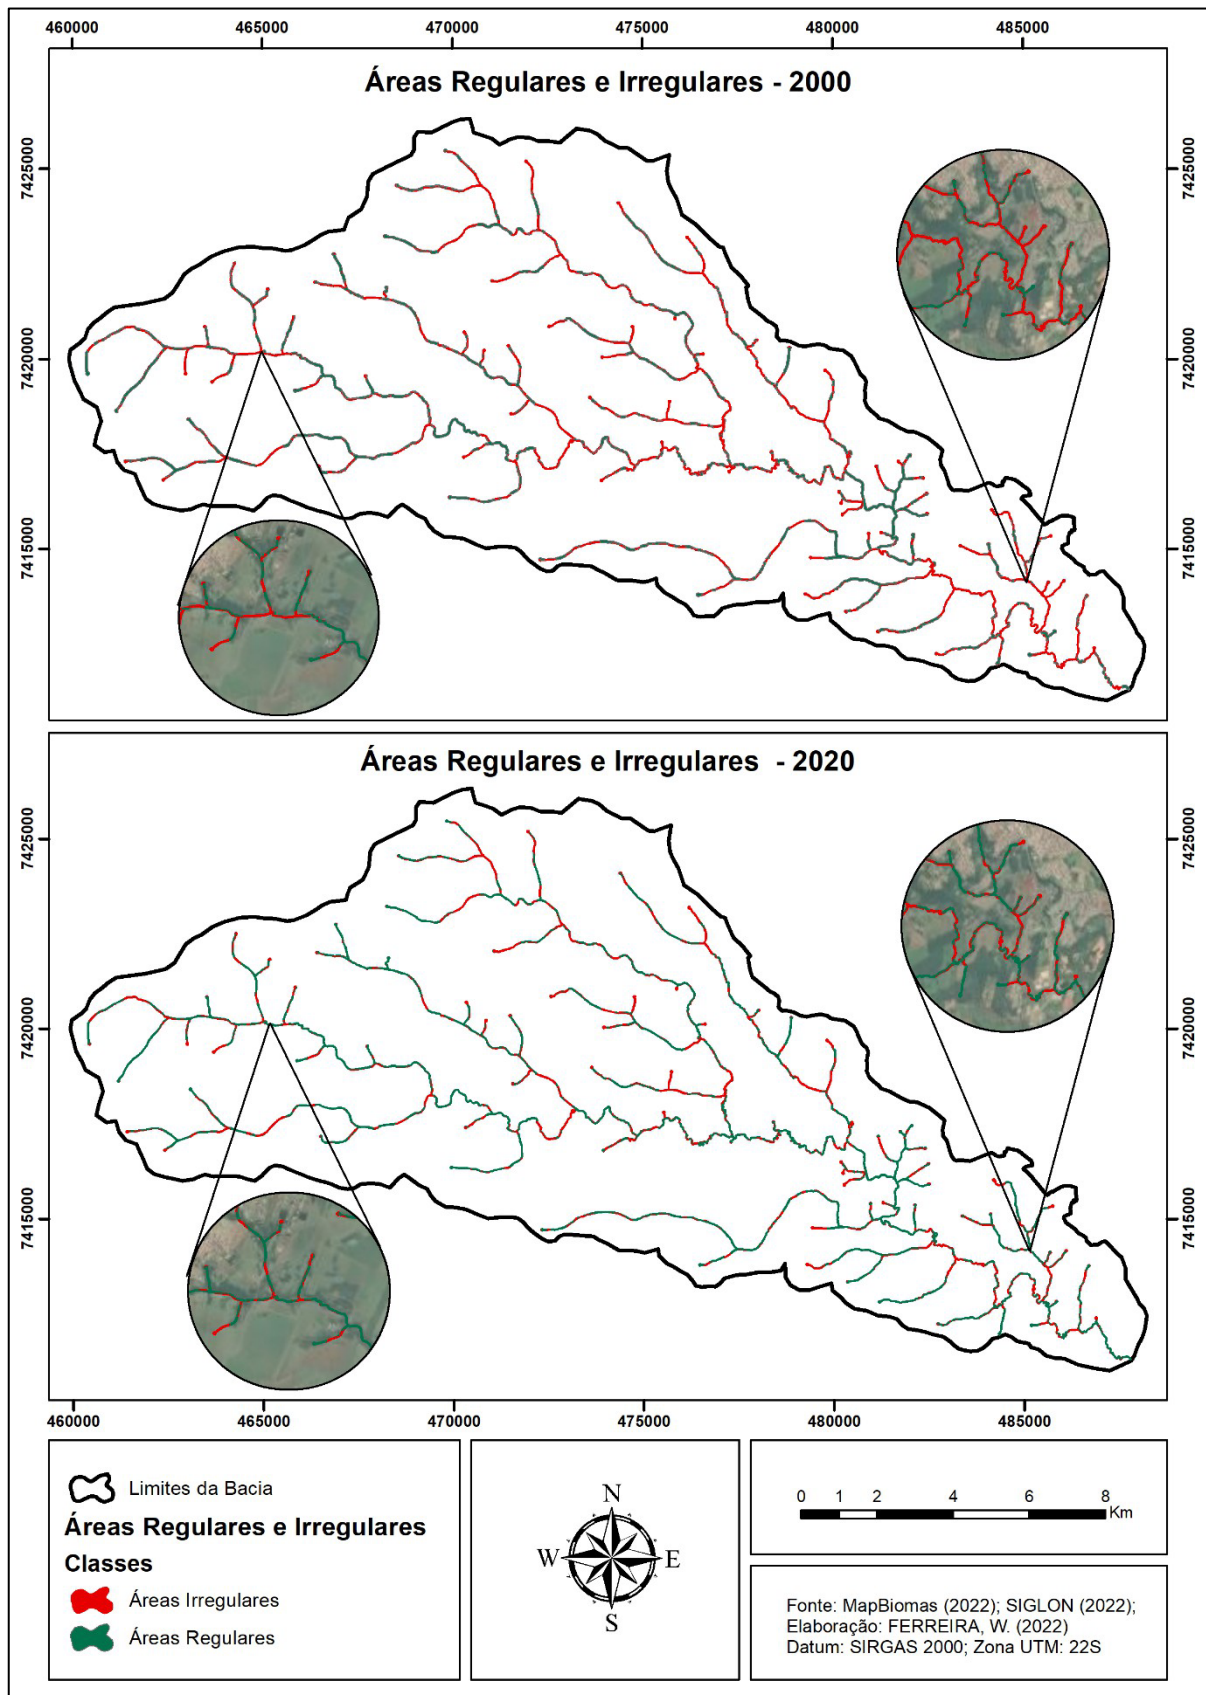 460000 465000 470000 475000 480000 485000
Áreas Regulares e Irregulares - 2000
7425000 7425000
7420000 7420000
7415000 7415000
Áreas Regulares e Irregulares - 2020
7425000 7425000
7420000 7420000
7415000 7415000
460000 465000 470000 475000 480000 485000
Limites da Bacia
Áreas Regulares e Irregulares
Classes
Áreas Irregulares
Áreas Regulares
N
W E
S
0 1 2 4 6 8
Km
Fonte: MapBiomas (2022); SIGLON (2022);
Elaboração: FERREIRA, W. (2022)
Datum: SIRGAS 2000; Zona UTM: 22S